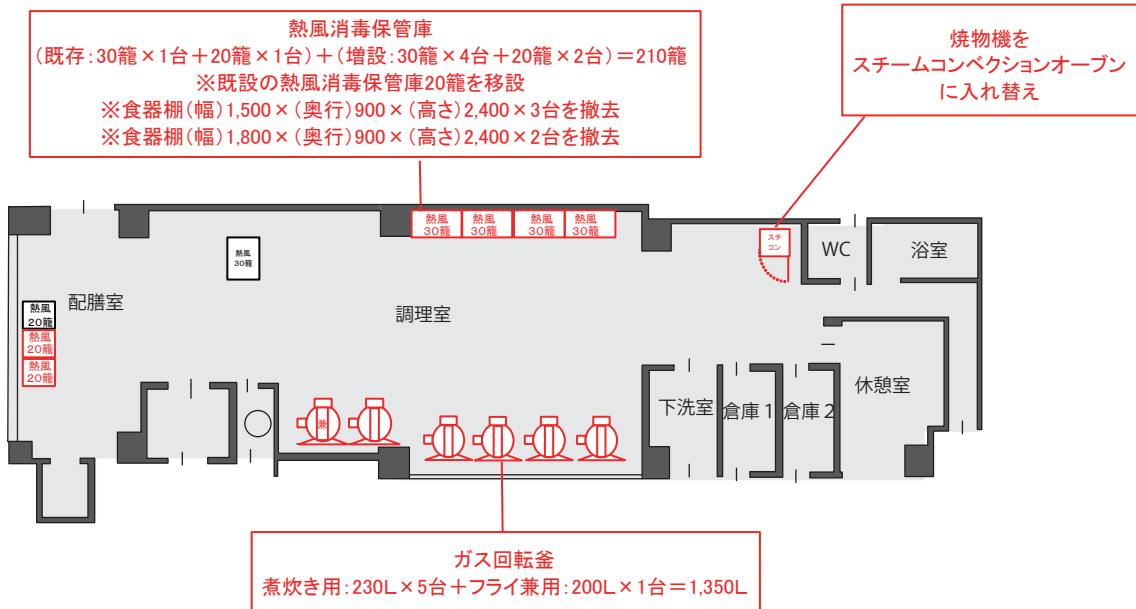 熱風消毒保管庫
(既存:30籠×1台+20籠×1台)+(増設:30籠×4台+20籠×2台)=210籠
※既設の熱風消毒保管庫20籠を移設
※食器棚(幅)1,500×(奥行)900×(高さ)2,400×3台を撤去
※食器棚(幅)1,800×(奥行)900×(高さ)2,400×2台を撤去
焼物機を
スチームコンベクションオーブン
に入れ替え
熱風
30籠
熱風
30籠
熱風
30籠
熱風
30籠
スチ
コン
WC
浴室
熱風
30籠
配膳室
熱風
20籠
熱風
20籠
熱風
20籠
調理室
休憩室
下洗室
倉庫1
倉庫2
兼
ガス回転釜
煮炊き用:230L×5台+フライ兼用:200L×1台=1,350L